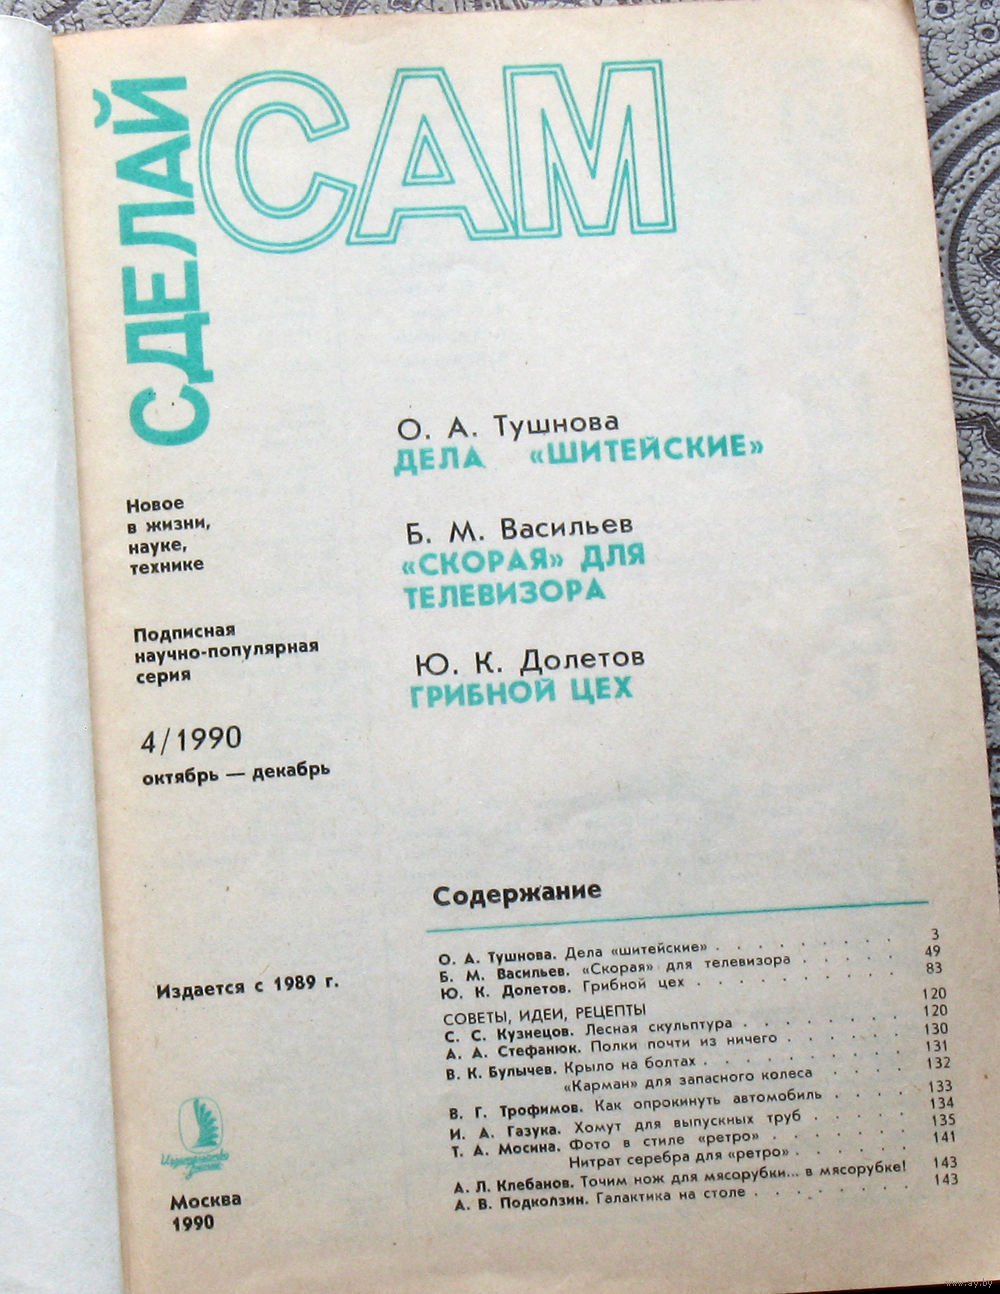 СДЕЛАЙ
САМ
О. А. Тушнова
ДЕЛА «ШИТЕЙСКИЕ»
Б. М. Васильев
«СКОРАЯ» ДЛЯ
ТЕЛЕВИЗОРА
Ю. К. Долетов
ГРИБНОЙ ЦЕХ
Новое
в жизни,
науке,
технике
Подписная
научно-популярная
серия
4/1990
октябрь — декабрь
Издается с 1989 г.
Москва
1990
Содержание
О. А. Тушнова. Дела «шитейские» . . . . . . . . . 3
Б. М. Васильев. «Скорая» для телевизора . . . . . 49
Ю. К. Долетов. Грибной цех . . . . . . . . . . 83
СОВЕТЫ, ИДЕИ, РЕЦЕПТЫ 120
С. С. Кузнецов. Лесная скульптура . . . . . . . . 120
А. А. Стефанюк. Полки почти из ничего . . . . . . 130
В. К. Булычев. Крыло на болтах . . . . . . . . . 131
«Карман» для запасного колеса . . . . 132
В. Г. Трофимов. Как опрокинуть автомобиль . . . . 133
И. А. Газука. Хомут для выпускных труб . . . . . 134
Т. А. Мосина. Фото в стиле «ретро» . . . . . . . 135
Нитрат серебра для «ретро» . . . . . 141
А. Л. Клебанов. Точим нож для мясорубки... в мясорубке! 143
А. В. Подколзин. Галактика на столе . . . . . . . 143
www.ay.by